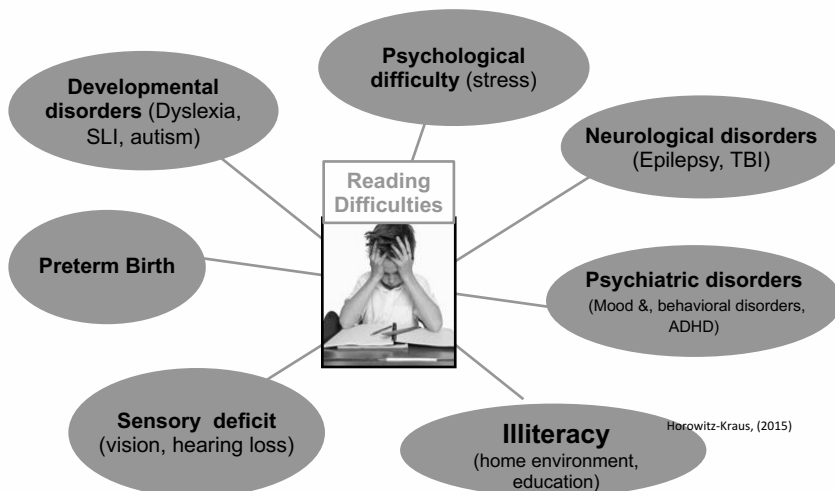 Psychological
difficulty (stress)
Developmental
disorders (Dyslexia,
SLI, autism)
Neurological disorders
(Epilepsy, TBI)
Reading
Difficulties
Preterm Birth
Psychiatric disorders
(Mood &, behavioral disorders,
ADHD)
Sensory deficit
(vision, hearing loss)
Illiteracy
(home environment,
education)
Horowitz-Kraus, (2015)